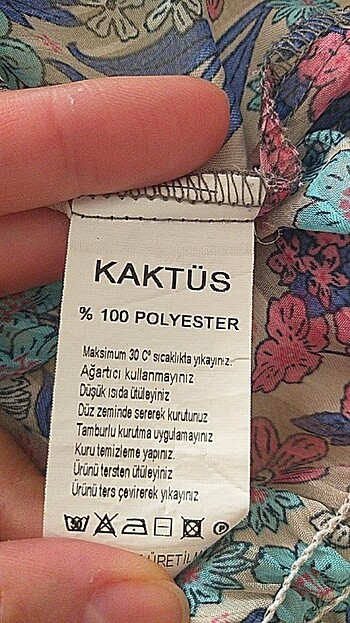 KAKTÜS
% 100 POLYESTER
Maksimum 30 C° sıcaklıkta yıkayınız.
Ağartıcı kullanmayınız
Düşük ısıda ütüleyiniz
Düz zeminde sererek kurutunuz
Tamburlu kurutma uygulamayınız
Kuru temizleme yapınız.
Ürünü tersten ütüleyiniz
Ürünü ters çevirerek yıkayınız